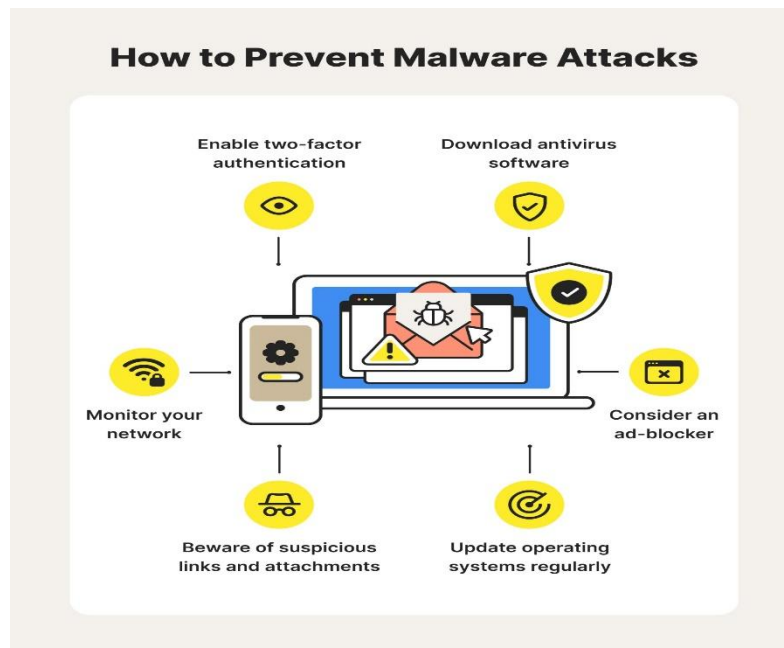 How to Prevent Malware Attacks
Enable two-factor
authentication
Download antivirus
software
Monitor your
network
Consider an
ad-blocker
Beware of suspicious
links and attachments
Update operating
systems regularly